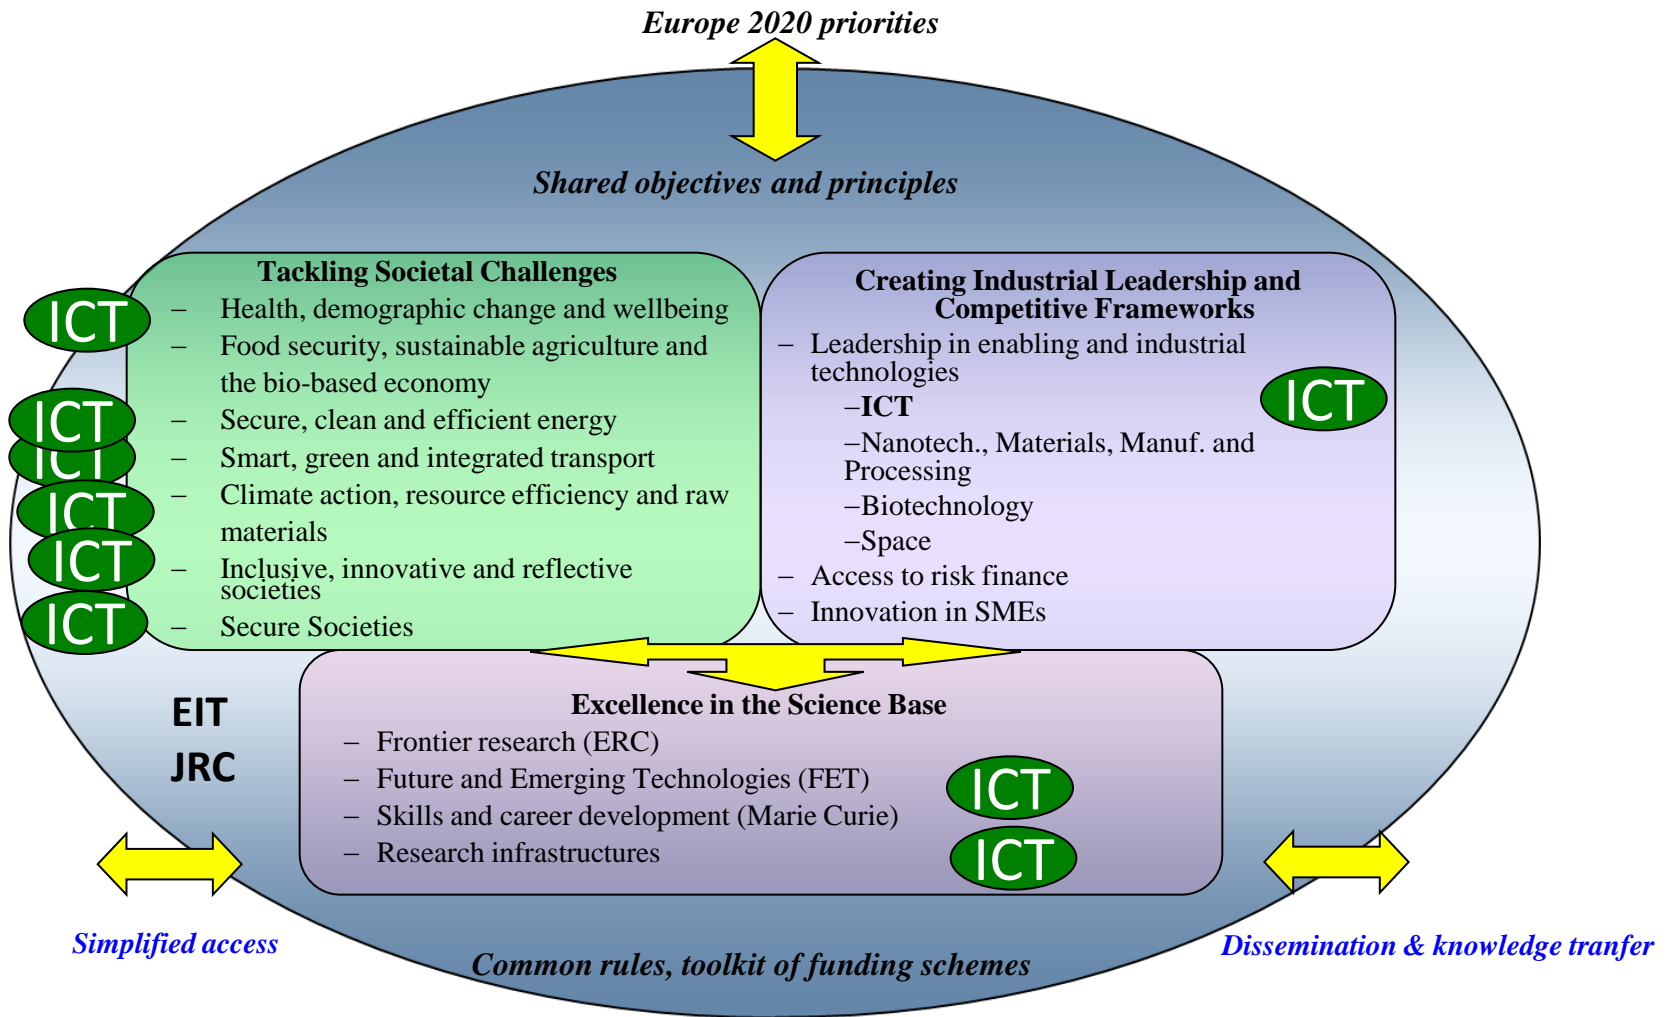 Europe 2020 priorities
Shared objectives and principles
Tackling Societal Challenges
– Health, demographic change and wellbeing
– Food security, sustainable agriculture and
the bio-based economy
– Secure, clean and efficient energy
– Smart, green and integrated transport
– Climate action, resource efficiency and raw
materials
– Inclusive, innovative and reflective
societies
– Secure Societies
ICT
ICT
ICT
ICT
ICT
ICT
Creating Industrial Leadership and
Competitive Frameworks
– Leadership in enabling and industrial
technologies
–ICT
–Nanotech., Materials, Manuf. and
Processing
–Biotechnology
–Space
– Access to risk finance
– Innovation in SMEs
ICT
EIT
JRC
Excellence in the Science Base
– Frontier research (ERC)
– Future and Emerging Technologies (FET)
– Skills and career development (Marie Curie)
– Research infrastructures
ICT
ICT
Simplified access
Common rules, toolkit of funding schemes
Dissemination & knowledge tranfer